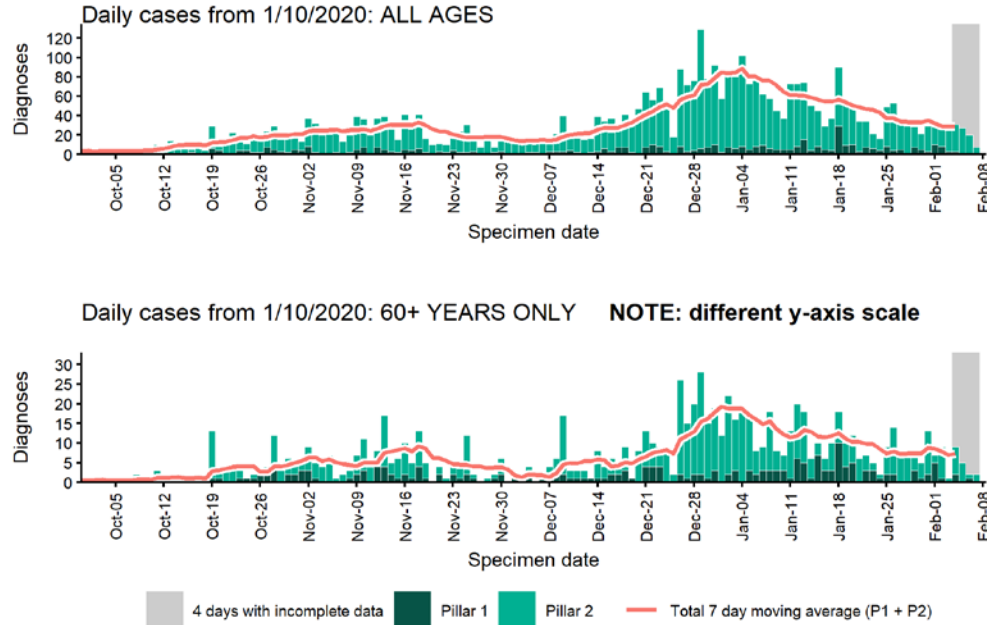 Daily cases from 1/10/2020: ALL AGES
Diagnoses
120
100
80
60
40
20
0
Oct-05
Oct-12
Oct-19
Oct-26
Nov-02
Nov-09
Nov-16
Nov-23
Nov-30
Dec-07
Dec-14
Dec-21
Dec-28
Jan-04
Jan-11
Jan-18
Jan-25
Feb-01
Feb-08
Specimen date
Daily cases from 1/10/2020: 60+ YEARS ONLY NOTE: different y-axis scale
Diagnoses
30
25
20
15
10
5
0
Oct-05
Oct-12
Oct-19
Oct-26
Nov-02
Nov-09
Nov-16
Nov-23
Nov-30
Dec-07
Dec-14
Dec-21
Dec-28
Jan-04
Jan-11
Jan-18
Jan-25
Feb-01
Feb-08
Specimen date
4 days with incomplete data Pillar 1 Pillar 2 Total 7 day moving average (P1 + P2)